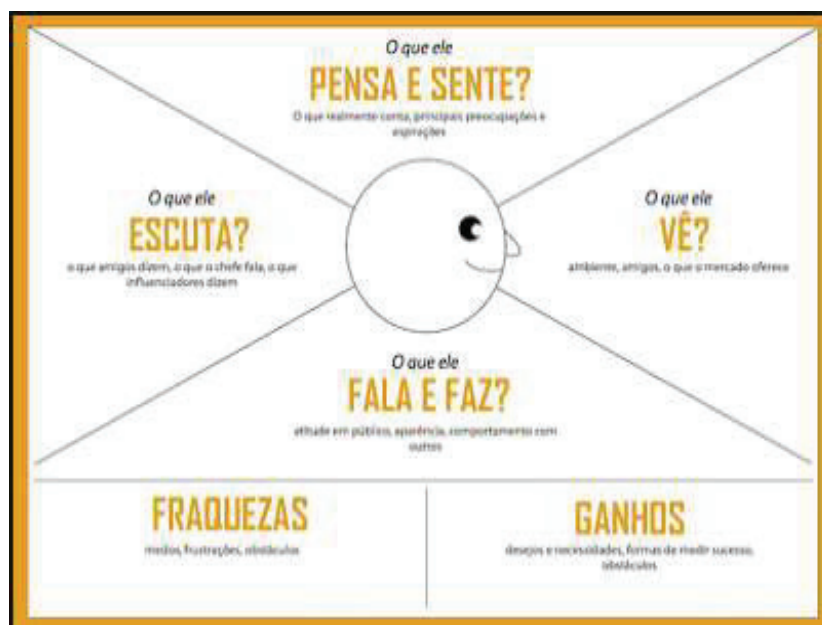 O que ele
PENSA E SENTE?
O que realmente conta, principais preocupações e
aspirações
O que ele
ESCUTA?
o que amigos dizem, o que o chefe fala, o que
influenciadores dizem
O que ele
VÊ?
ambiente, amigos, o que o mercado oferece
O que ele
FALA E FAZ?
atitude em público, aparência, comportamento com
outros
FRAQUEZAS
medos, frustrações, obstáculos
GANHOS
desejos e necessidades, formas de medir sucesso,
obstáculos